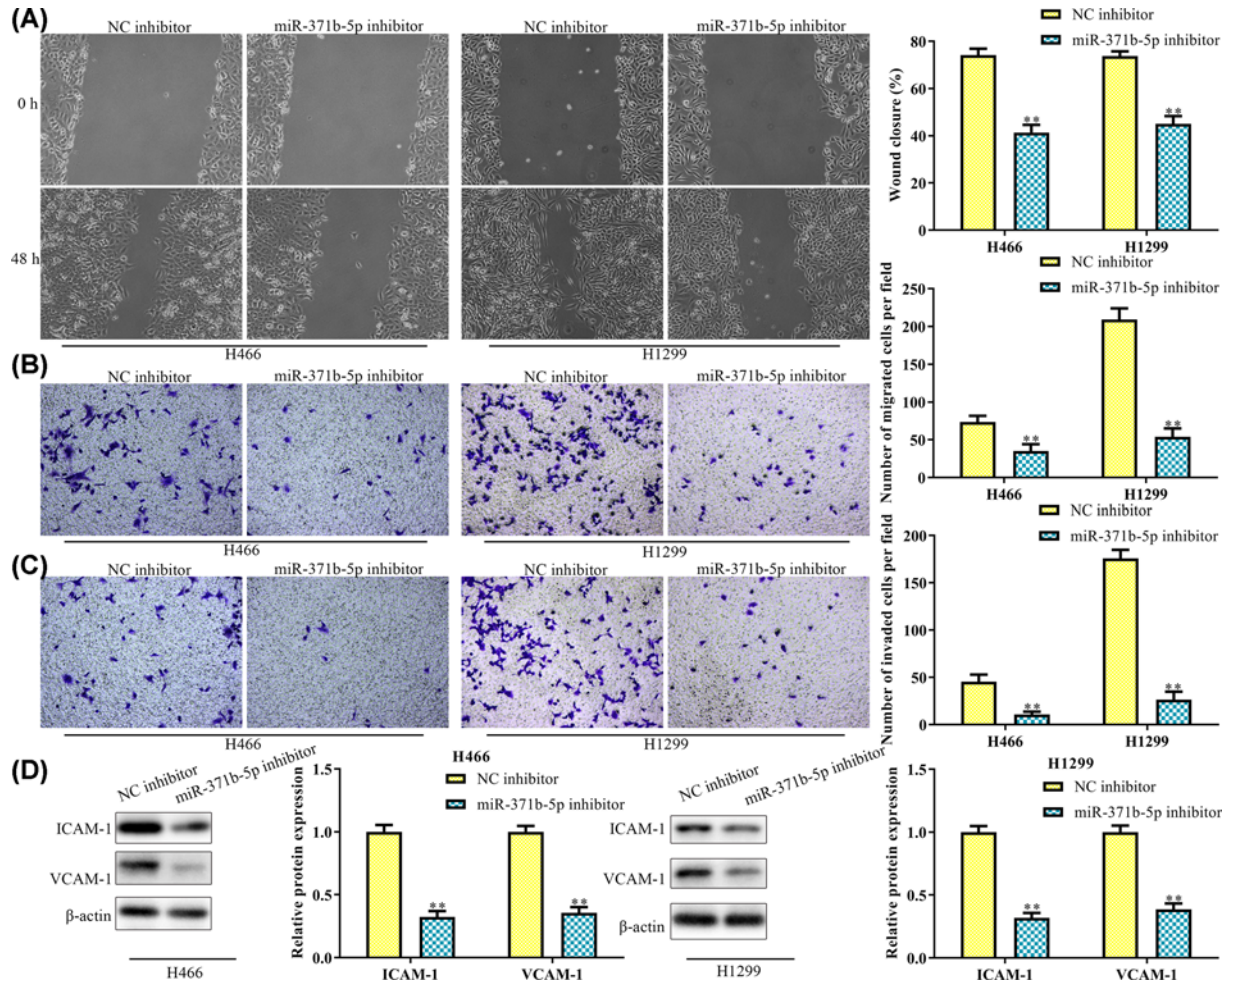 (A)
NC inhibitor miR-371b-5p inhibitor NC inhibitor miR-371b-5p inhibitor
0 h
48 h
H466 H1299
NC inhibitor
miR-371b-5p inhibitor
Wound closure (%)
80
60
40
20
0
** **
H466 H1299
(B)
NC inhibitor miR-371b-5p inhibitor NC inhibitor miR-371b-5p inhibitor
H466 H1299
NC inhibitor
miR-371b-5p inhibitor
Number of migrated cells per field
250
200
150
100
50
0
** **
H466 H1299
(C)
NC inhibitor miR-371b-5p inhibitor NC inhibitor miR-371b-5p inhibitor
H466 H1299
NC inhibitor
miR-371b-5p inhibitor
Number of invaded cells per field
200
150
100
50
0
** **
H466 H1299
(D)
NC inhibitor miR-371b-5p inhibitor
ICAM-1
VCAM-1
β-actin
H466
H466
NC inhibitor
miR-371b-5p inhibitor
Relative protein expression
1.5
1.0
0.5
0.0
** **
ICAM-1 VCAM-1
NC inhibitor miR-371b-5p inhibitor
ICAM-1
VCAM-1
β-actin
H1299
H1299
NC inhibitor
miR-371b-5p inhibitor
Relative protein expression
1.5
1.0
0.5
0.0
** **
ICAM-1 VCAM-1